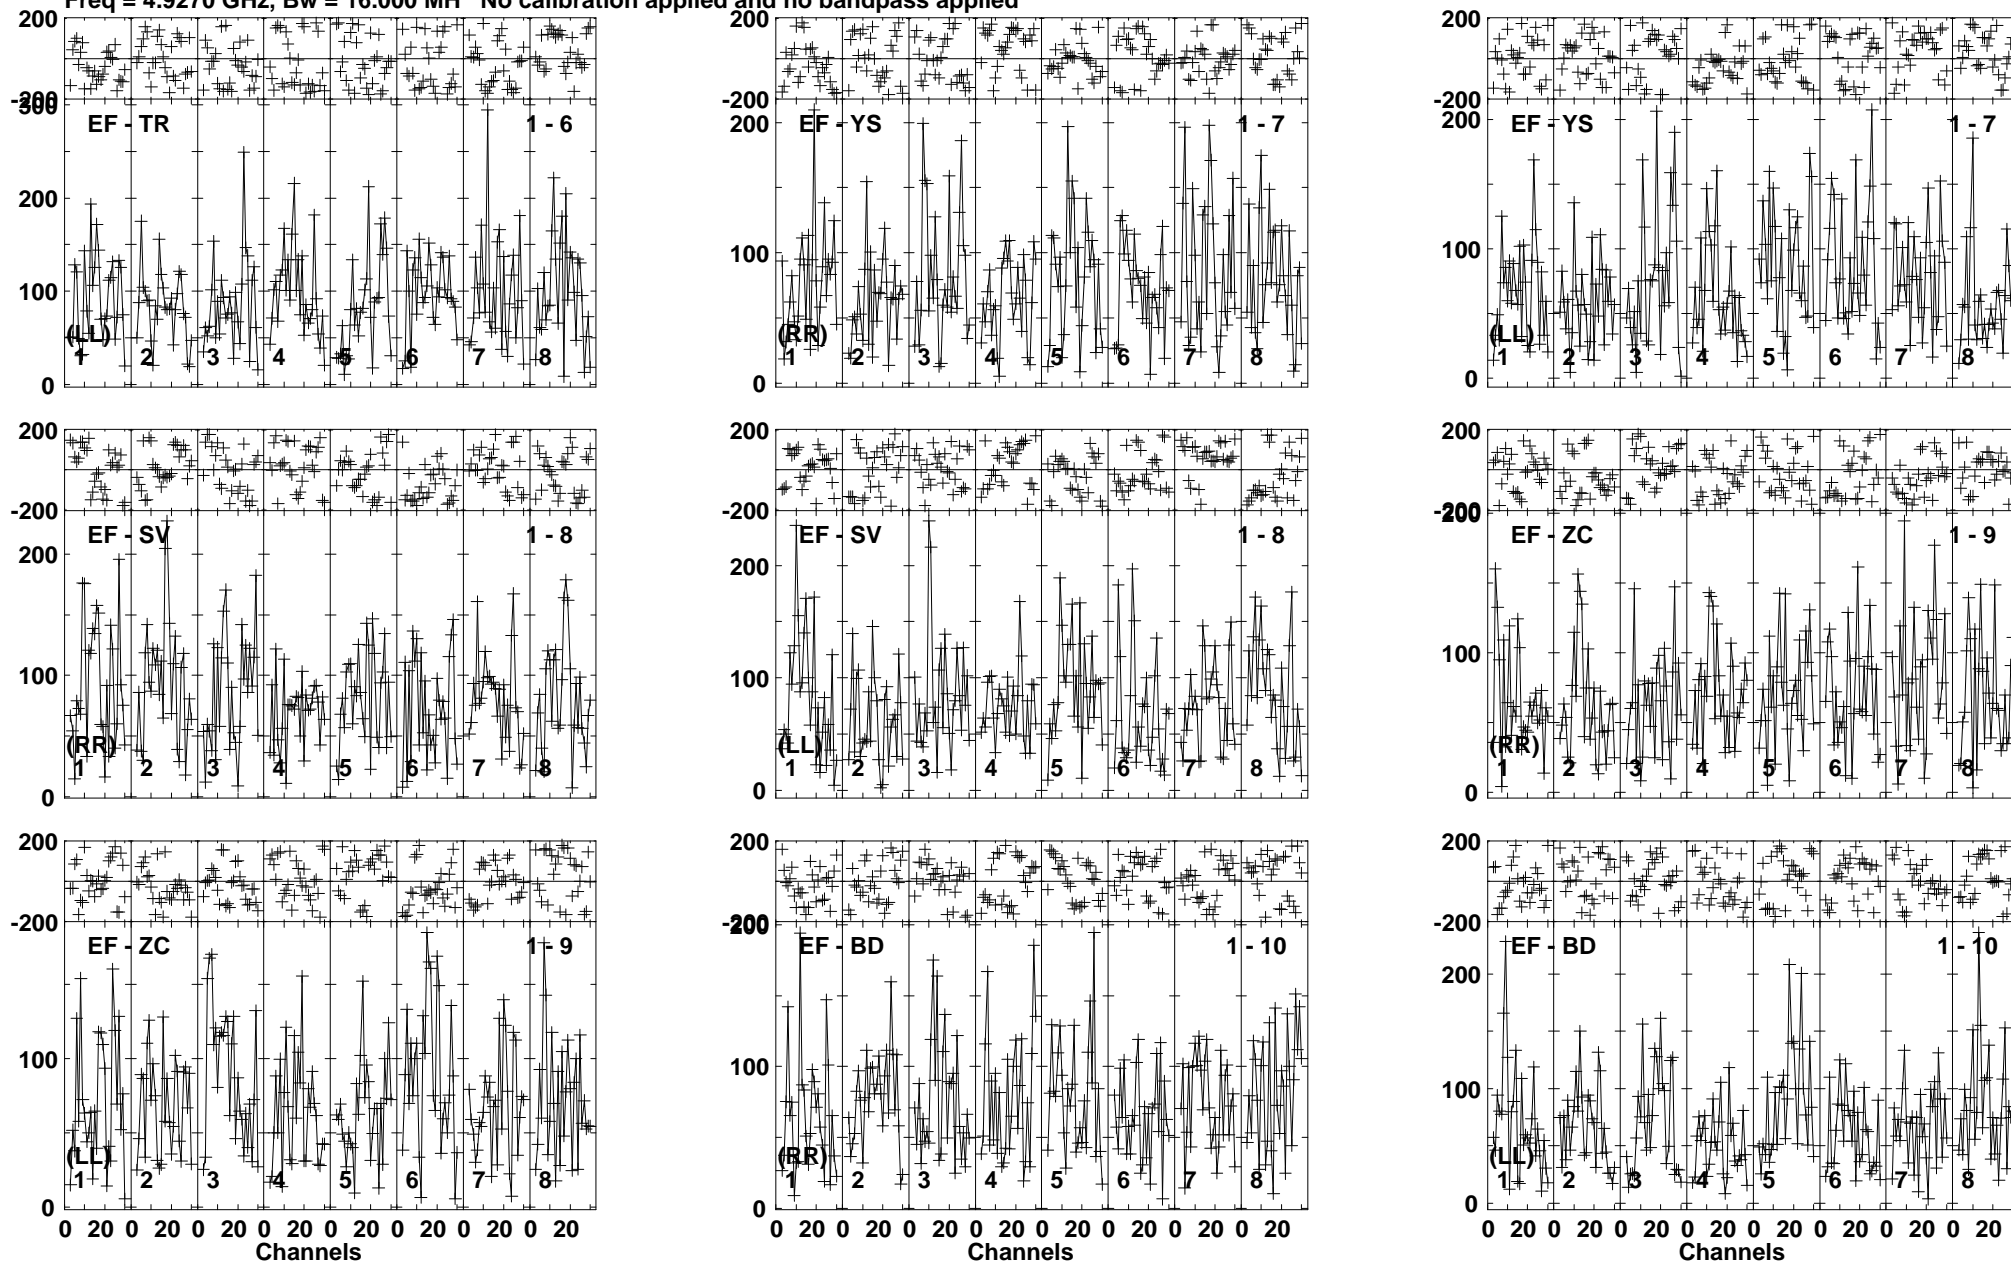 Freq = 4.9270 GHz, Bw = 16.000 MH No calibration applied and no bandpass applied
200 200 200
-200 -200 -200
300
EF - TR 1 - 6 EF - YS 1 - 7 EF - YS 1 - 7
200 200 200
100 100 100
(LL) (RR) (LL)
1 2 3 4 5 6 7 8 1 2 3 4 5 6 7 8 1 2 3 4 5 6 7 8
0 0 0
200 200 200
-200 -200 -200
200
EF - SV 1 - 8 EF - SV 1 - 8 EF - ZC 1 - 9
200 200
100 100 100
(RR) (LL) (RR)
1 2 3 4 5 6 7 8 1 2 3 4 5 6 7 8 1 2 3 4 5 6 7 8
0 0 0
200 200 200
-200 -200 -200
200
EF - ZC 1 - 9 EF - BD 1 - 10 EF - BD 1 - 10
200
100 100 100
(LL) (RR) (LL)
1 2 3 4 5 6 7 8 1 2 3 4 5 6 7 8 1 2 3 4 5 6 7 8
0 0 0
0 20 0 20 0 20 0 20 0 20 0 20 0 20 0 20 0 20 0 20 0 20 0 20 0 20 0 20 0 20 0 20 0 20 0 20 0 20 0 20 0 20 0 20 0 20 0 20
Channels Channels Channels